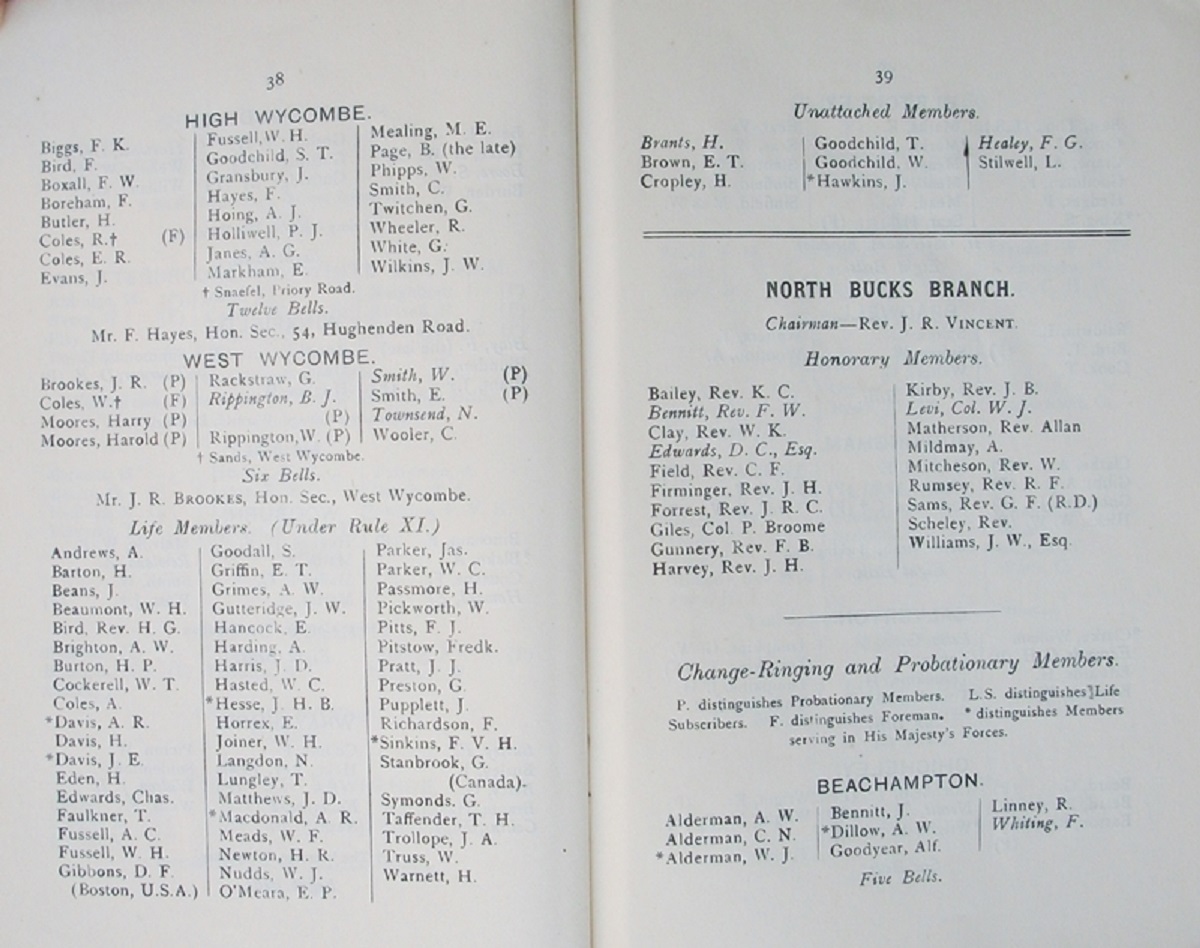 38
HIGH WYCOMBE.
Biggs, F. K.
Bird, F.
Boxall, F. W.
Boreham, F.
Butler, H.
Coles, R.† (F)
Coles, E. R.
Evans, J.
Fussell, W. H.
Goodchild, S. T.
Gransbury, J.
Hayes, F.
Hoing, A. J.
Holliwell, P. J.
Janes, A. G.
Markham, E.
Mealing, M. E.
Page, B. (the late)
Phipps, W.
Smith, C.
Twitchen, G.
Wheeler, R.
White, G.
Wilkins, J. W.
† Snaefel, Priory Road.
Twelve Bells.
Mr. F. Hayes, Hon. Sec., 54, Hughenden Road.
WEST WYCOMBE.
Brookes, J. R. (P)
Coles, W.† (F)
Moores, Harry (P)
Moores, Harold (P)
Rackstraw, G.
Rippington, B. J.
(P)
Rippington, W. (P)
Smith, W. (P)
Smith, E. (P)
Townsend, N.
Wooler, C.
† Sands, West Wycombe.
Six Bells.
Mr. J. R. BROOKES, Hon. Sec., West Wycombe.
Life Members. (Under Rule XI.)
Andrews, A.
Barton, H.
Beans, J.
Beaumont, W. H.
Bird, Rev. H. G.
Brighton, A. W.
Burton, H. P.
Cockerell, W. T.
Coles, A.
*Davis, A. R.
Davis, H.
*Davis, J. E.
Eden, H.
Edwards, Chas.
Faulkner, T.
Fussell, A. C.
Fussell, W. H.
Gibbons, D. F.
(Boston, U.S.A.)
Goodall, S.
Griffin, E. T.
Grimes, A. W.
Gutteridge, J. W.
Hancock, E.
Harding, A.
Harris, J. D.
Hasted, W. C.
*Hesse, J. H. B.
Horrex, E.
Joiner, W. H.
Langdon, N.
Lungley, T.
Matthews, J. D.
*Macdonald, A. R.
Meads, W. F.
Newton, H. R.
Nudds, W. J.
O'Meara, E. P.
Parker, Jas.
Parker, W. C.
Passmore, H.
Pickworth, W.
Pitts, F. J.
Pitstow, Fredk.
Pratt, J. J.
Preston, G.
Pupplett, J.
Richardson, F.
*Sinkins, F. V. H.
Stanbrook, G.
(Canada).
Symonds. G.
Taffender, T. H.
Trollope, J. A.
Truss, W.
Warnett, H.
39
Unattached Members.
Brants, H.
Brown, E. T.
Cropley, H.
Goodchild, T.
Goodchild, W.
*Hawkins, J.
Healey, F. G.
Stilwell, L.
NORTH BUCKS BRANCH.
Chairman—Rev. J. R. VINCENT.
Honorary Members.
Bailey, Rev. K. C.
Bennitt, Rev. F. W.
Clay, Rev. W. K.
Edwards, D. C., Esq.
Field, Rev. C. F.
Firminger, Rev. J. H.
Forrest, Rev. J. R. C.
Giles, Col. P. Broome
Gunnery, Rev. F. B.
Harvey, Rev. J. H.
Kirby, Rev. J. B.
Levi, Col. W. J.
Matherson, Rev. Allan
Mildmay, A.
Mitcheson, Rev. W.
Rumsey, Rev. R. F.
Sams, Rev. G. F. (R.D.)
Scheley, Rev.
Williams, J. W., Esq.
Change-Ringing and Probationary Members.
P. distinguishes Probationary Members. L.S. distinguishes Life
Subscribers. F. distinguishes Foreman. * distinguishes Members
serving in His Majesty's Forces.
BEACHAMPTON.
Alderman, A. W.
Alderman, C. N.
*Alderman, W. J.
Bennitt, J.
*Dillow, A. W.
Goodyear, Alf.
Linney, R.
Whiting, F.
Five Bells.